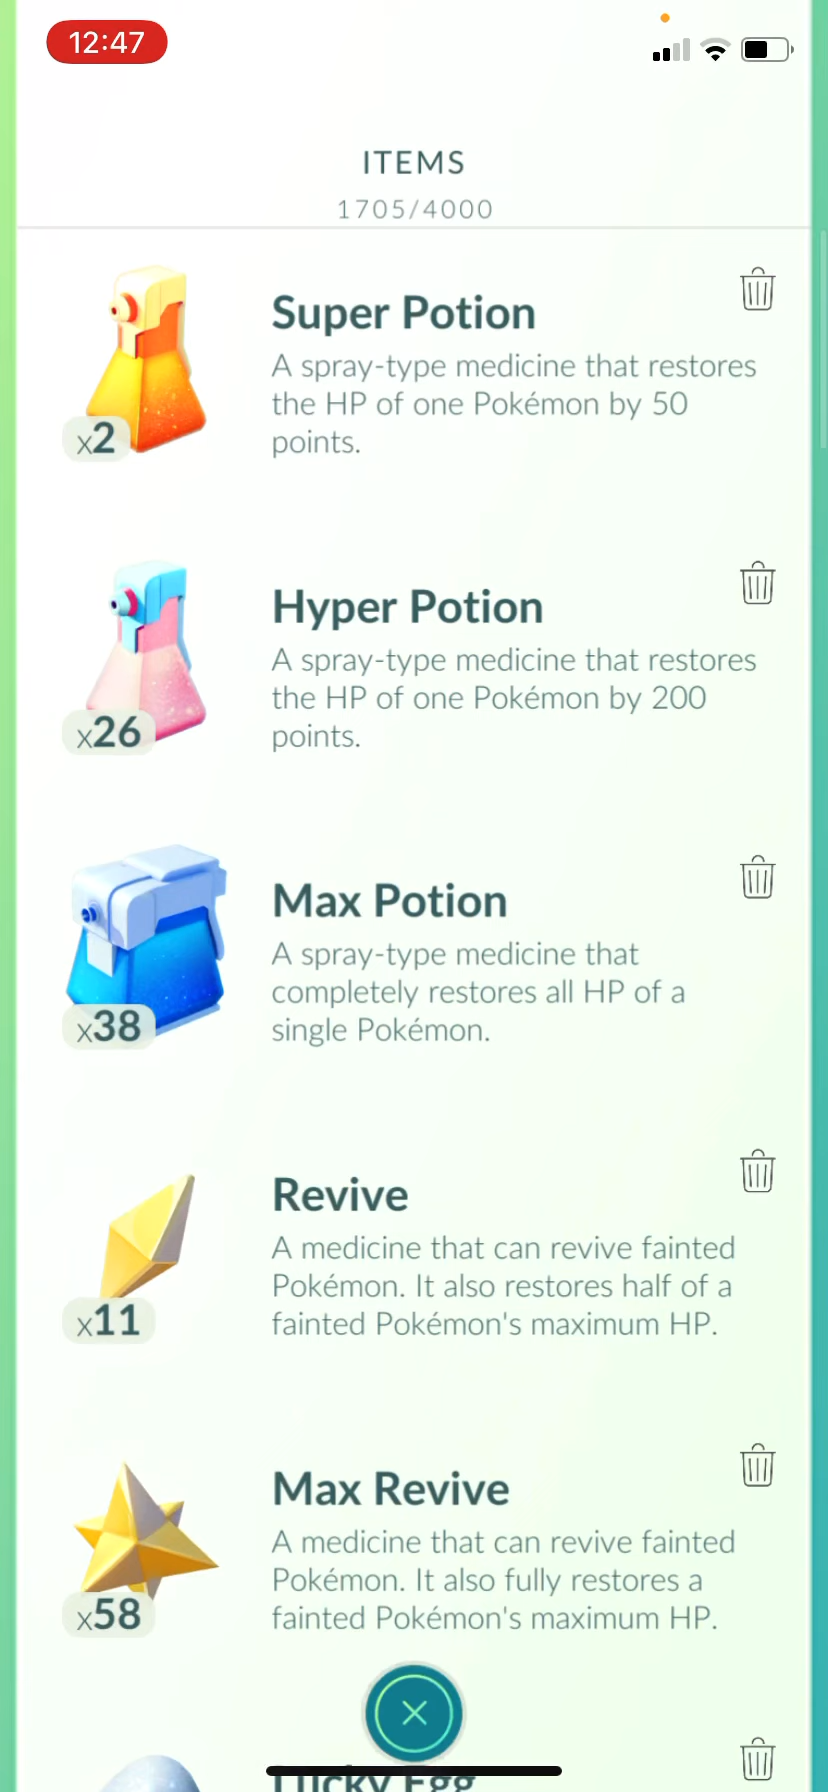 12:47
ITEMS
1705/4000
Super Potion
A spray-type medicine that restores
the HP of one Pokémon by 50
points.
x2
Hyper Potion
A spray-type medicine that restores
the HP of one Pokémon by 200
points.
x26
Max Potion
A spray-type medicine that
completely restores all HP of a
single Pokémon.
x38
Revive
A medicine that can revive fainted
Pokémon. It also restores half of a
fainted Pokémon's maximum HP.
x11
Max Revive
A medicine that can revive fainted
Pokémon. It also fully restores a
fainted Pokémon's maximum HP.
x58
Lucky Egg